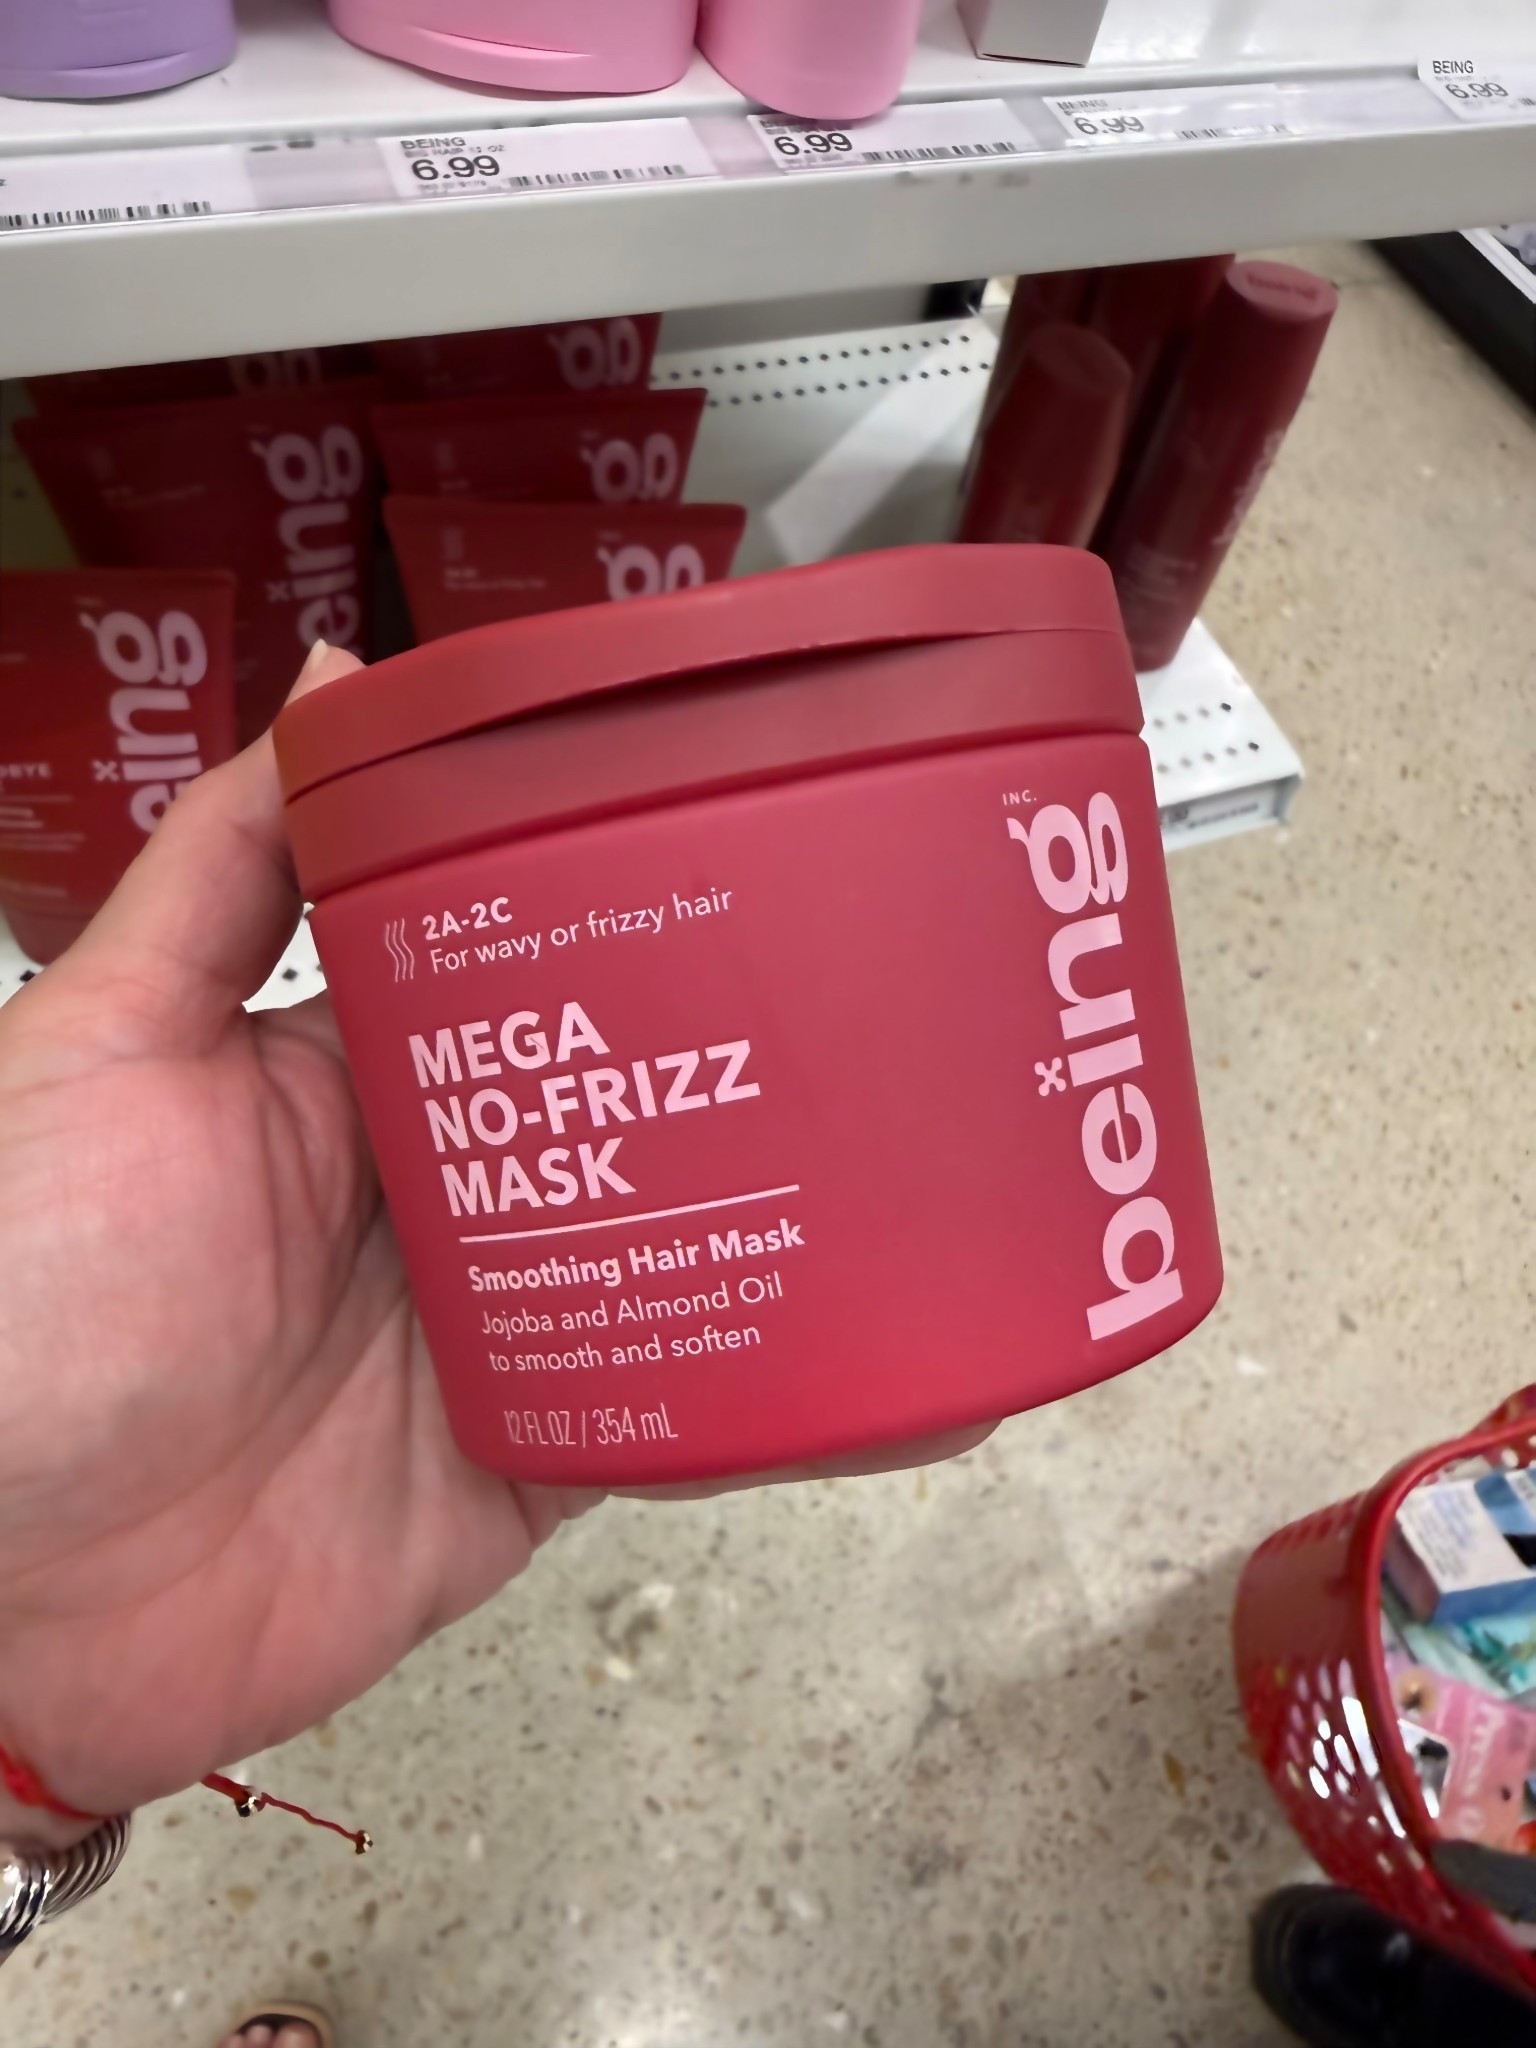 BEING
6.99
6.99
BEING
6.99
BEING
6.99
being
being
g
g
g
INC.
being
2A-2C
For wavy or frizzy hair
MEGA
NO-FRIZZ
MASK
Smoothing Hair Mask
Jojoba and Almond Oil
to smooth and soften
12 FL OZ / 354 mL